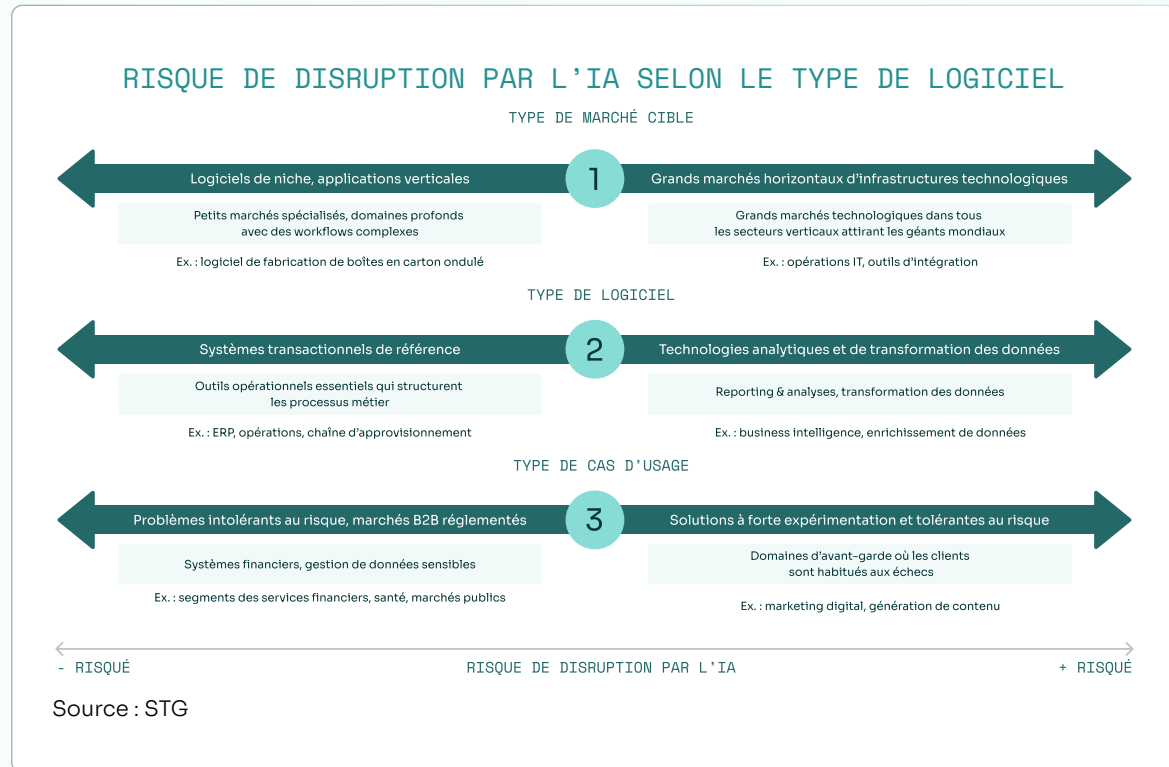 RISQUE DE DISRUPTION PAR L'IA SELON LE TYPE DE LOGICIEL
TYPE DE MARCHÉ CIBLE
Logiciels de niche, applications verticales
1
Grands marchés horizontaux d'infrastructures technologiques
Petits marchés spécialisés, domaines profonds
avec des workflows complexes
Grands marchés technologiques dans tous
les secteurs verticaux attirant les géants mondiaux
Ex. : logiciel de fabrication de boîtes en carton ondulé
Ex. : opérations IT, outils d'intégration
TYPE DE LOGICIEL
Systèmes transactionnels de référence
2
Technologies analytiques et de transformation des données
Outils opérationnels essentiels qui structurent
les processus métier
Reporting & analyses, transformation des données
Ex. : ERP, opérations, chaîne d'approvisionnement
Ex. : business intelligence, enrichissement de données
TYPE DE CAS D'USAGE
Problèmes intolérants au risque, marchés B2B réglementés
3
Solutions à forte expérimentation et tolérantes au risque
Systèmes financiers, gestion de données sensibles
Domaines d'avant-garde où les clients
sont habitués aux échecs
Ex. : segments des services financiers, santé, marchés publics
Ex. : marketing digital, génération de contenu
- RISQUÉ
RISQUE DE DISRUPTION PAR L'IA
+ RISQUÉ
Source : STG